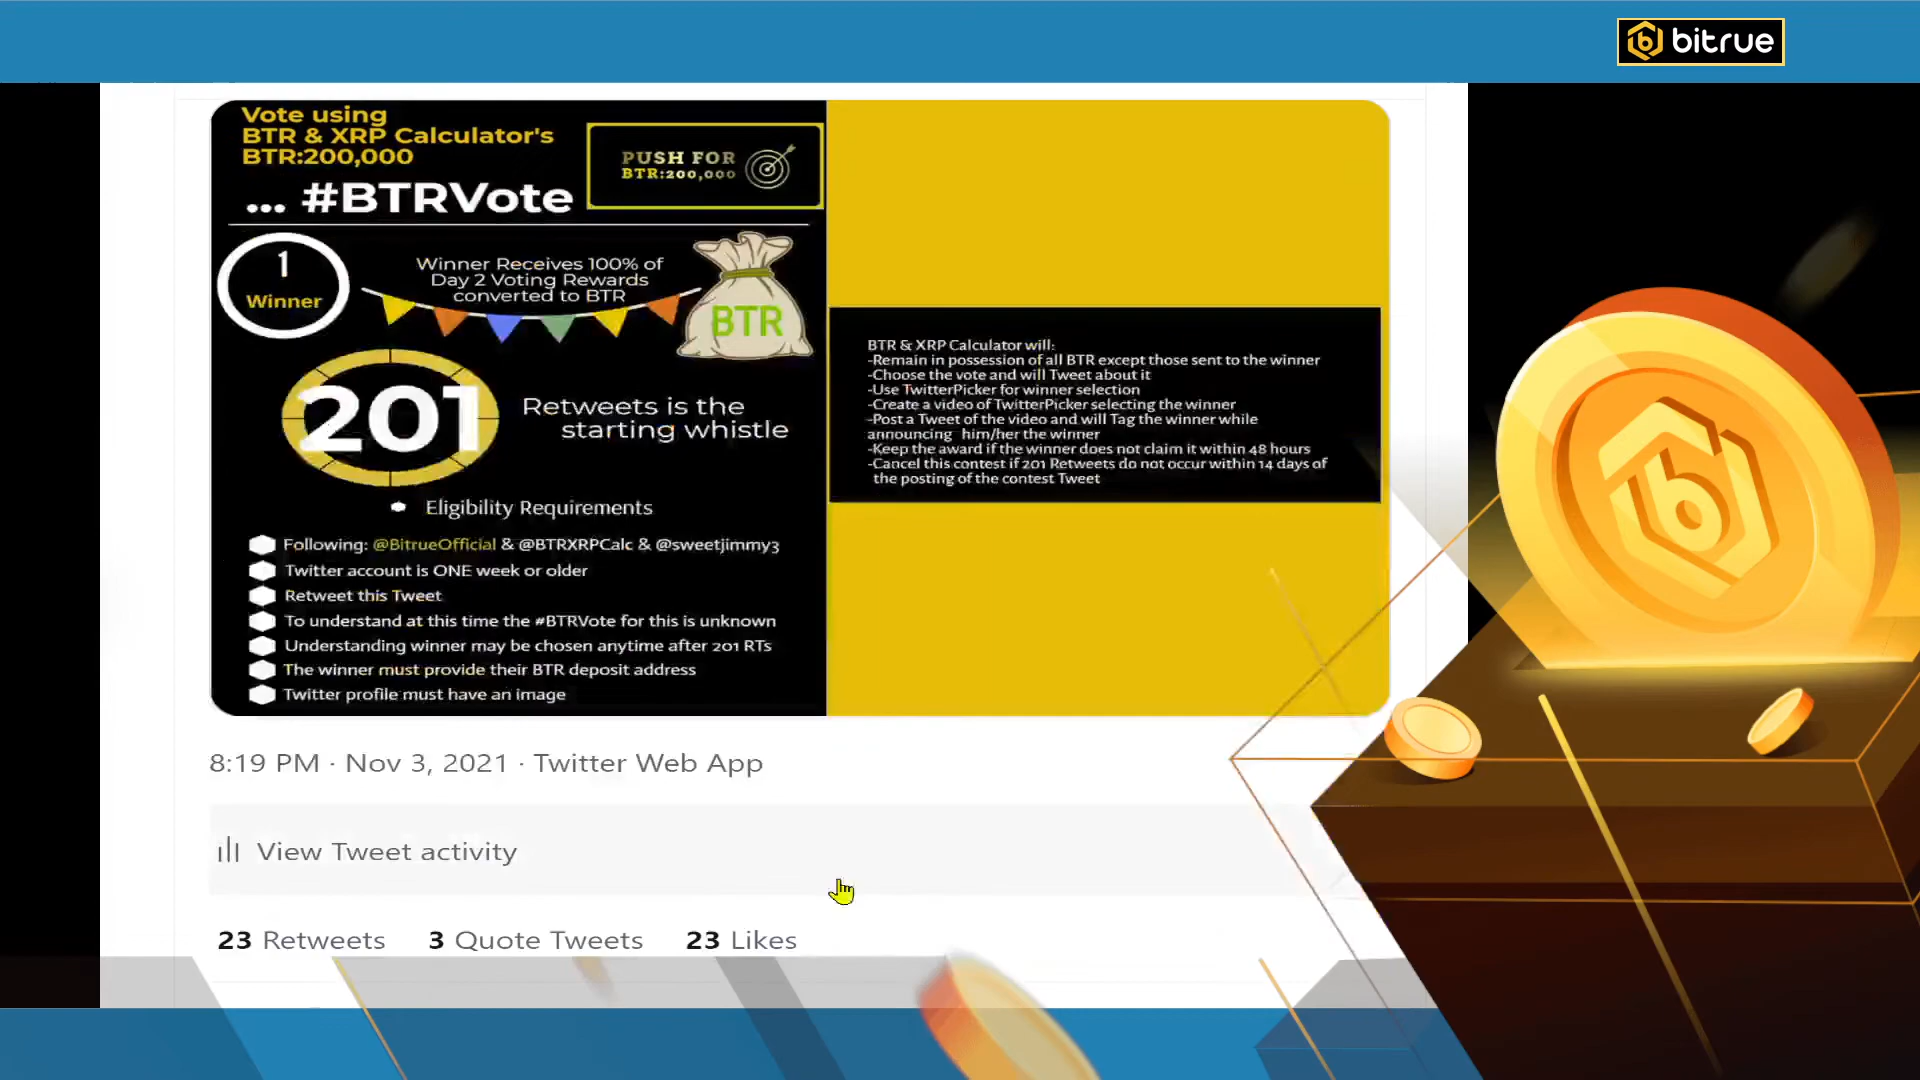 bitrue
Vote using
BTR & XRP Calculator's
BTR:200,000
... #BTRVote
PUSH FOR
BTR:200,000
1
Winner
Winner Receives 100% of
Day 2 Voting Rewards
converted to BTR
BTR
201
Retweets is the
starting whistle
Eligibility Requirements
Following: @BitrueOfficial & @BTRXRPCalc & @sweetjimmy3
Twitter account is ONE week or older
Retweet this Tweet
To understand at this time the #BTRVote for this is unknown
Understanding winner may be chosen anytime after 201 RTs
The winner must provide their BTR deposit address
Twitter profile must have an image
BTR & XRP Calculator will:
-Remain in possession of all BTR except those sent to the winner
-Choose the vote and will Tweet about it
-Use TwitterPicker for winner selection
-Create a video of TwitterPicker selecting the winner
-Post a Tweet of the video and will Tag the winner while
announcing him/her the winner
-Keep the award if the winner does not claim it within 48 hours
-Cancel this contest if 201 Retweets do not occur within 14 days of
the posting of the contest Tweet
8:19 PM · Nov 3, 2021 · Twitter Web App
View Tweet activity
23 Retweets 3 Quote Tweets 23 Likes